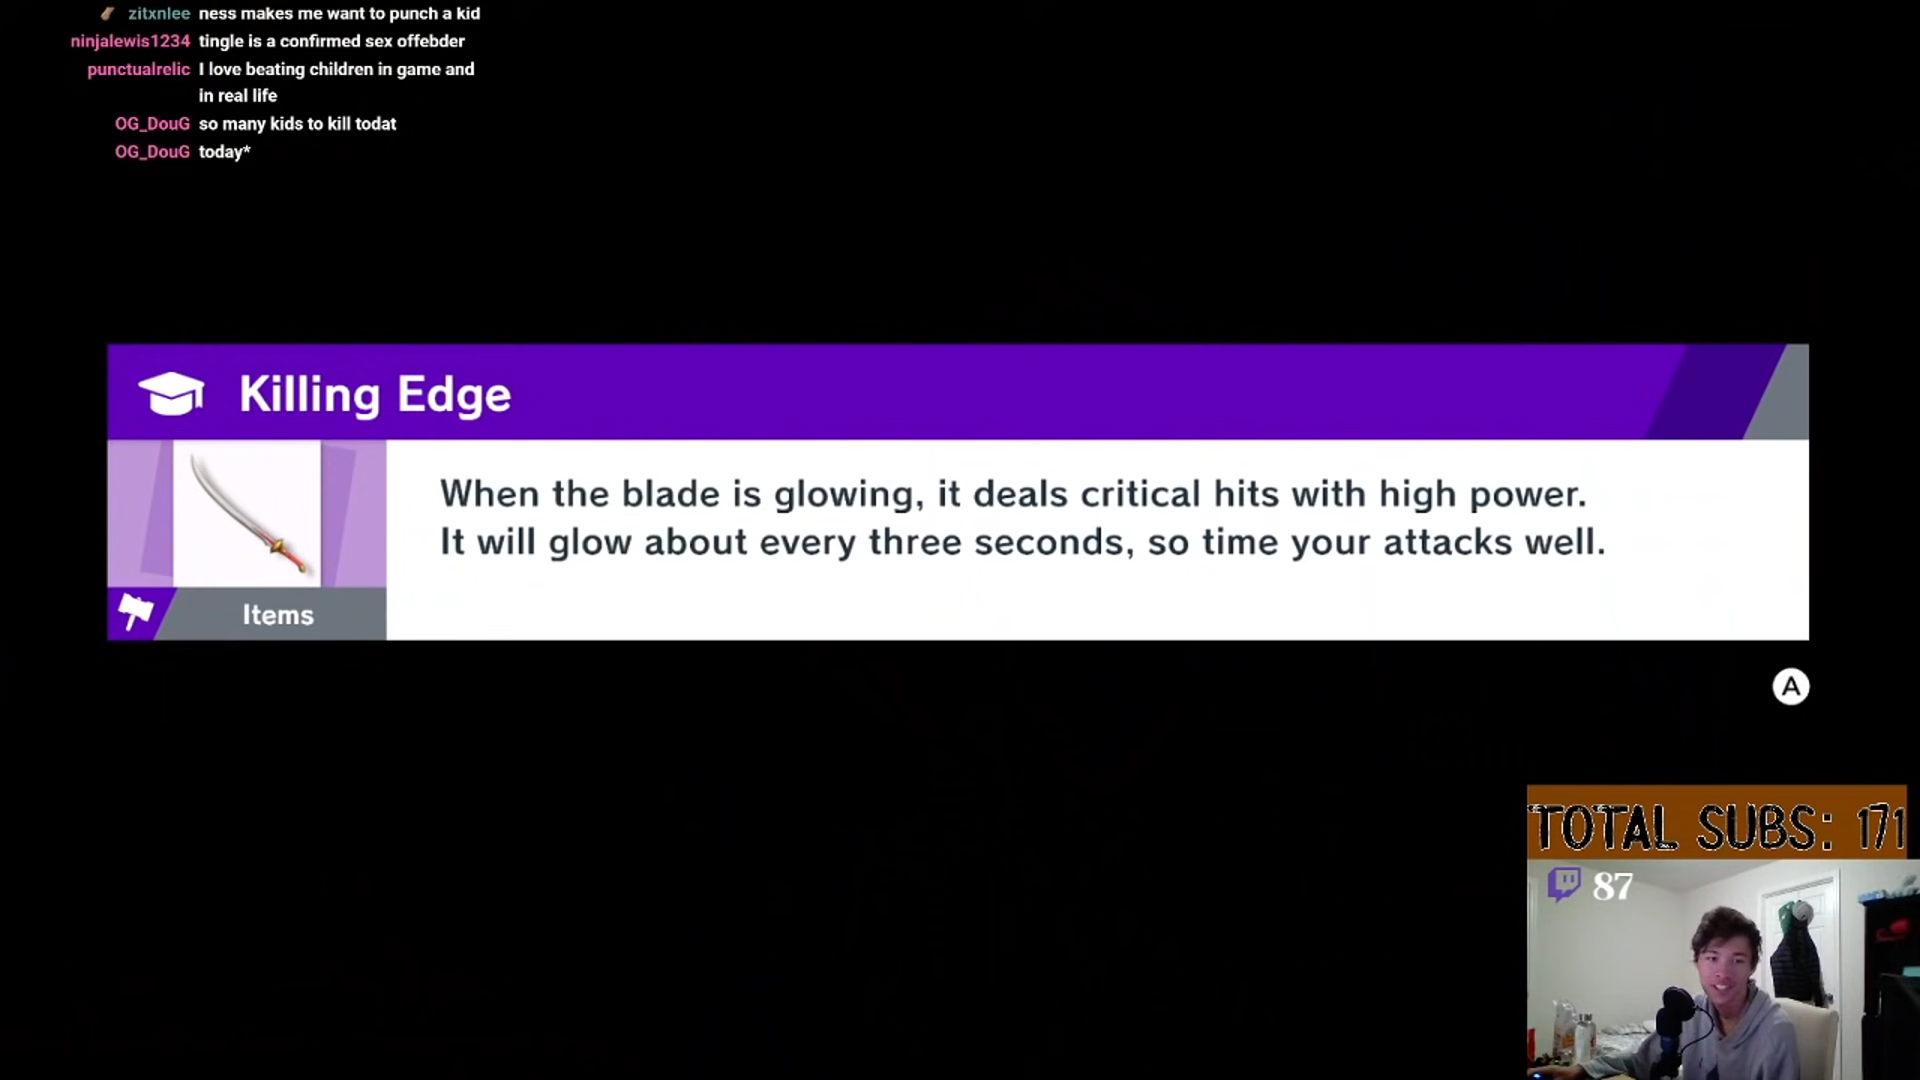 zitxnlee ness makes me want to punch a kid
ninjalewis1234 tingle is a confirmed sex offebder
punctualrelic I love beating children in game and
in real life
OG_DouG so many kids to kill todat
OG_DouG today*
Killing Edge
When the blade is glowing, it deals critical hits with high power.
It will glow about every three seconds, so time your attacks well.
Items
A
TOTAL SUBS: 171
87